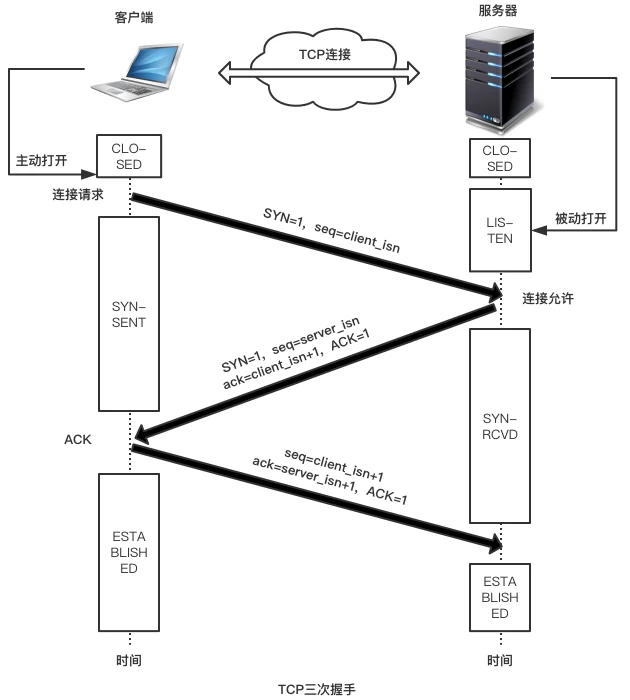 客户端
服务器
TCP连接
CLO-
SED
CLO-
SED
主动打开
连接请求
SYN=1, seq=client_isn
LIS-
TEN
被动打开
连接允许
SYN-
SENT
SYN=1, seq=server_isn
ack=client_isn+1, ACK=1
SYN-
RCVD
ACK
seq=client_isn+1
ack=server_isn+1, ACK=1
ESTA
BLISH
ED
ESTA
BLISH
ED
时间
时间
TCP三次握手